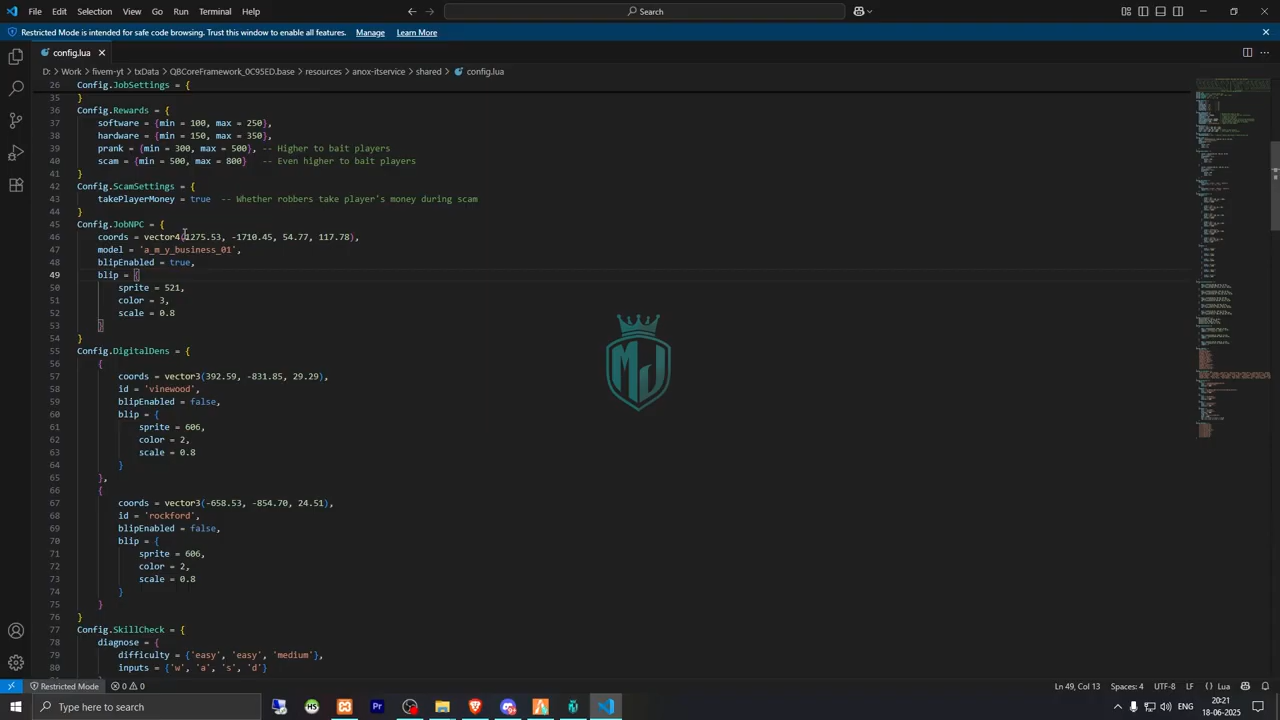 File Edit Selection View Go Run Terminal Help
Search
Restricted Mode is intended for safe code browsing. Trust this window to enable all features. Manage Learn More
config.lua
D: > Work > fivem-yt > txData > QBCoreFramework_0C95ED.base > resources > anox-itservice > shared > config.lua
26 Config.JobSettings = {
35 }
36 Config.Rewards = {
37 software = {min = 100, max = 250},
38 hardware = {min = 150, max = 350},
39 prank = {min = 300, max = 500}, -- Higher to bait players
40 scam = {min = 500, max = 800} -- Even higher to bait players
41 }
42 Config.ScamSettings = {
43 takePlayerMoney = true -- Whether robbers take player's money during scam
44 }
45 Config.JobNPC = {
46 coords = vector4(1275.53, -1710.45, 54.77, 117.78),
47 model = 'a_m_y_business_01',
48 blipEnabled = true,
49 blip = {
50 sprite = 521,
51 color = 3,
52 scale = 0.8
53 }
54 }
55 Config.DigitalDens = {
56 {
57 coords = vector3(392.59, -831.85, 29.29),
58 id = 'vinewood',
59 blipEnabled = false,
60 blip = {
61 sprite = 606,
62 color = 2,
63 scale = 0.8
64 }
65 },
66 {
67 coords = vector3(-658.53, -854.70, 24.51),
68 id = 'rockford',
69 blipEnabled = false,
70 blip = {
71 sprite = 606,
72 color = 2,
73 scale = 0.8
74 }
75 }
76 }
77 Config.SkillCheck = {
78 diagnose = {
79 difficulty = {'easy', 'easy', 'medium'},
80 inputs = {'w', 'a', 's', 'd'}
MJ
Restricted Mode 0 0 Ln 49, Col 13 Spaces: 4 UTF-8 LF {} Lua
Type here to search HS Pr ENG 20:21
18-06-2025